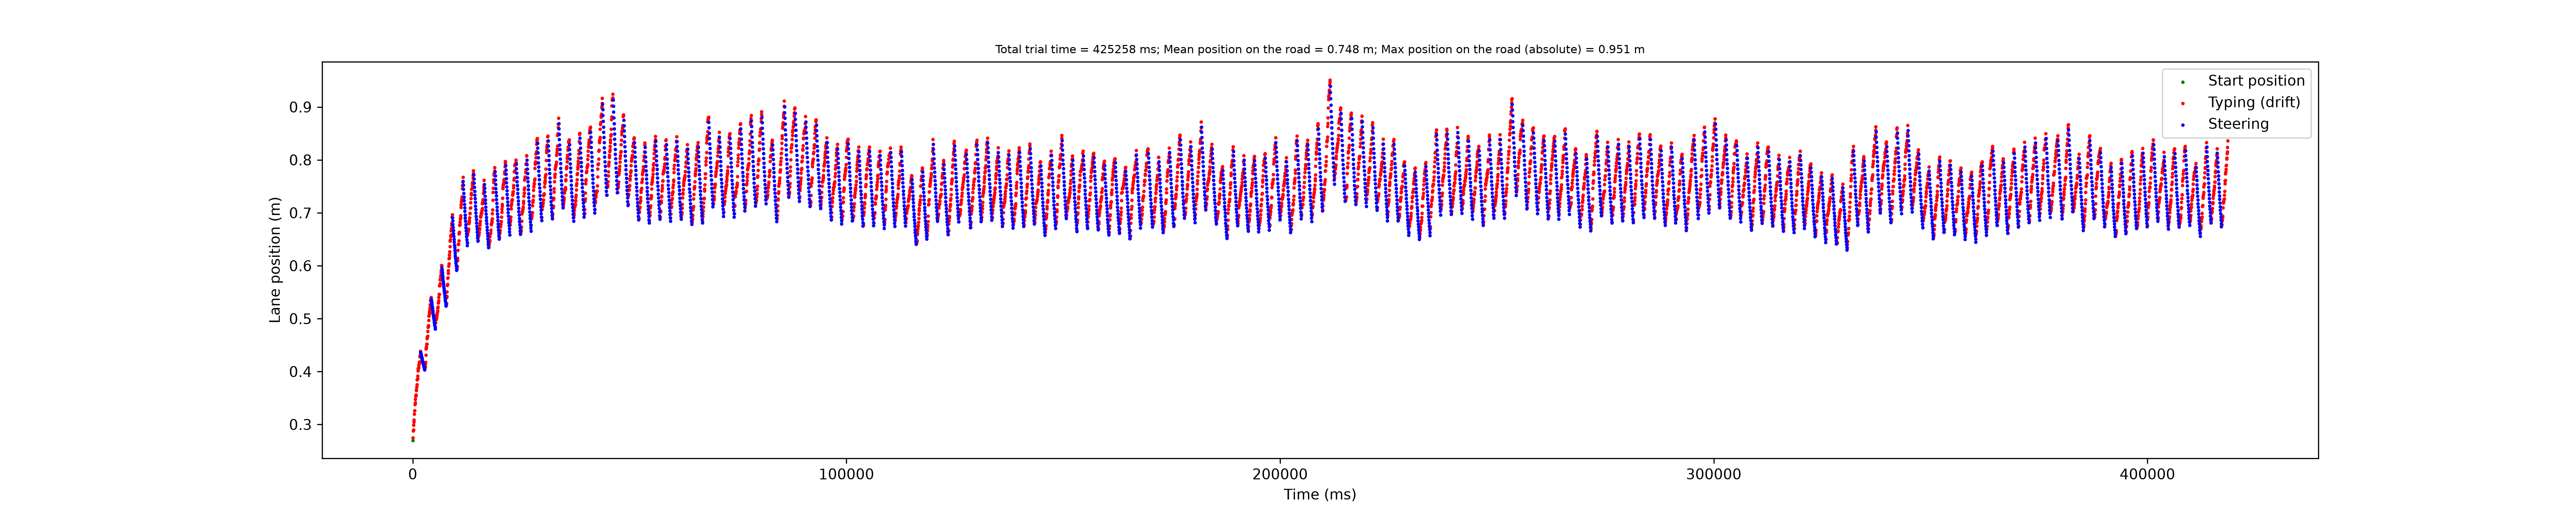 Total trial time = 425258 ms; Mean position on the road = 0.748 m; Max position on the road (absolute) = 0.951 m
Start position
Typing (drift)
Steering
Lane position (m)
0.9
0.8
0.7
0.6
0.5
0.4
0.3
0 100000 200000 300000 400000
Time (ms)